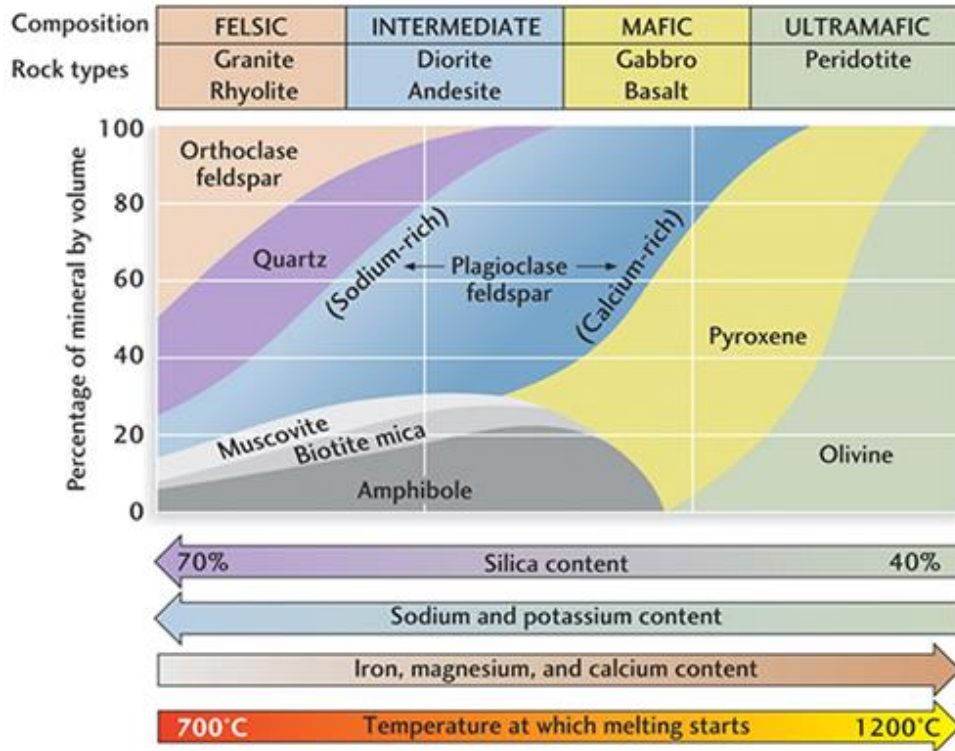 Composition FELSIC INTERMEDIATE MAFIC ULTRAMAFIC
Rock types Granite Diorite Gabbro Peridotite
Rhyolite Andesite Basalt
Percentage of mineral by volume
100
80
60
40
20
0
Orthoclase
feldspar
Quartz
(Sodium-rich)
← Plagioclase →
feldspar
(Calcium-rich)
Pyroxene
Muscovite
Biotite mica
Amphibole
Olivine
70% Silica content 40%
Sodium and potassium content
Iron, magnesium, and calcium content
700°C Temperature at which melting starts 1200°C